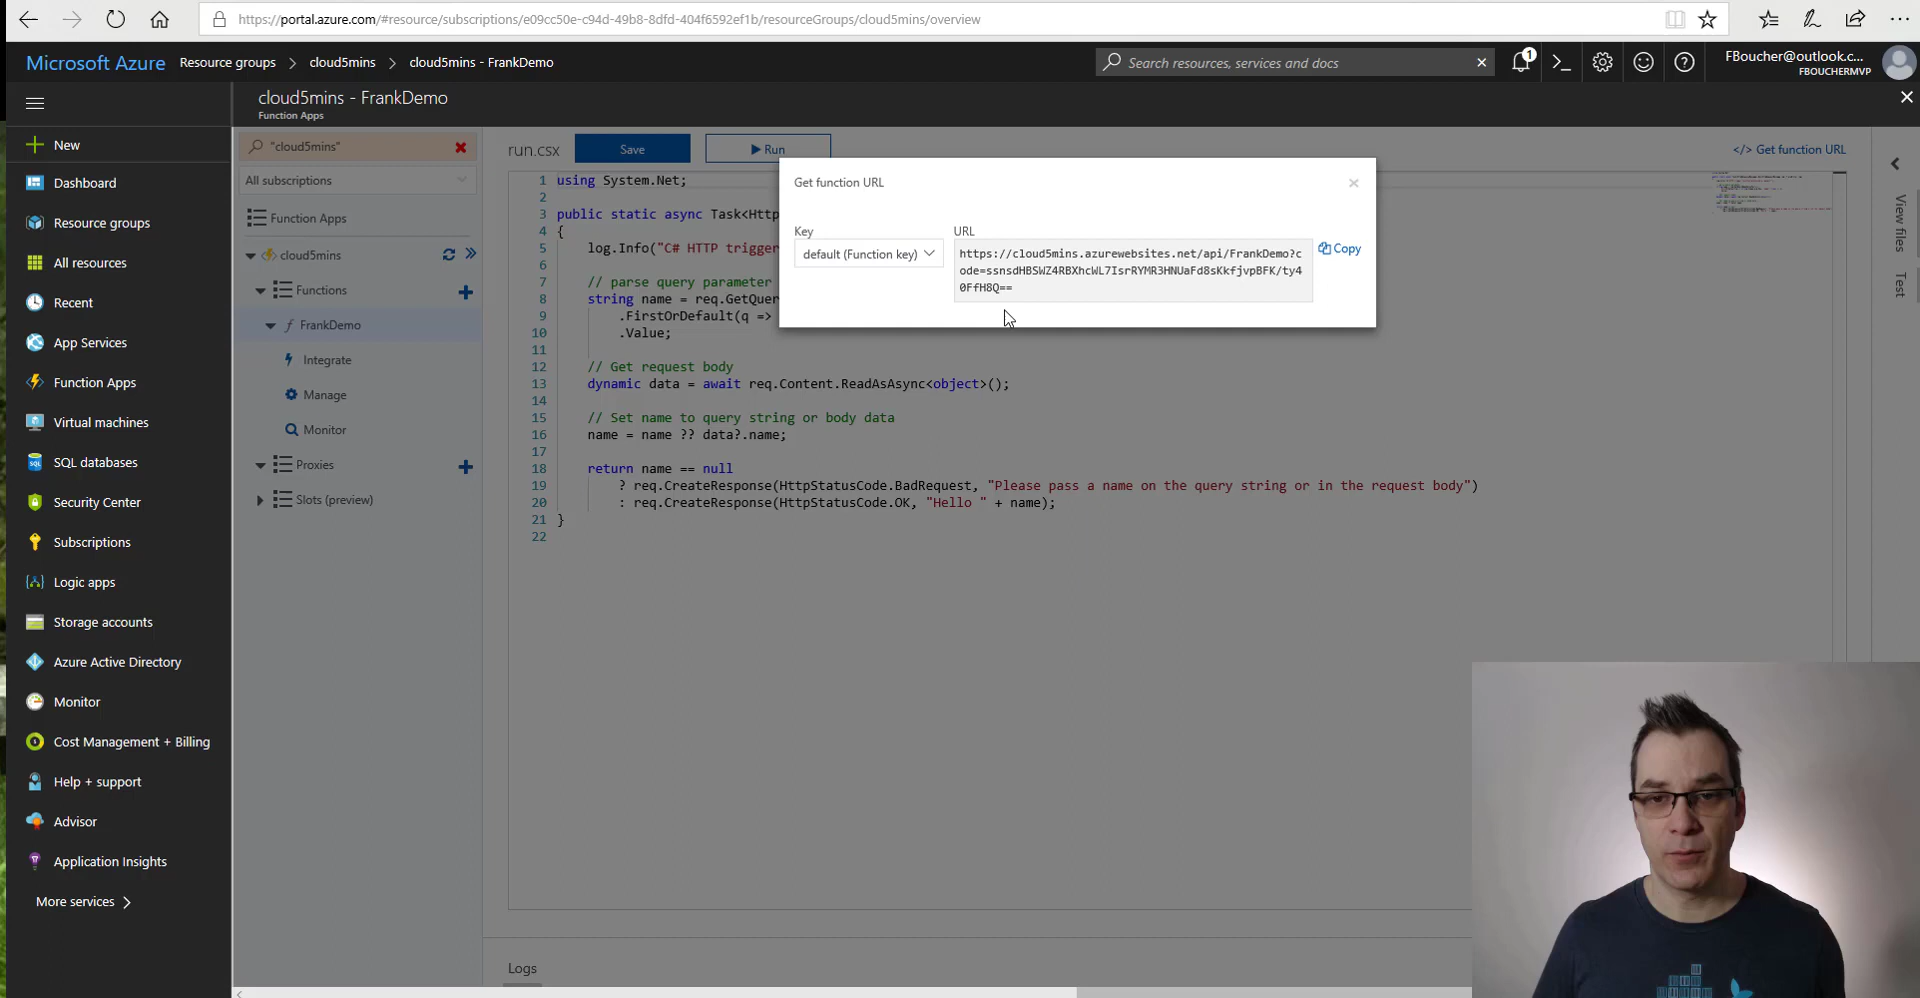 https://portal.azure.com/#resource/subscriptions/e09cc50e-c94d-49b8-8dfd-404f6592ef1b/resourceGroups/cloud5mins/overview
Microsoft Azure
Resource groups > cloud5mins > cloud5mins - FrankDemo
Search resources, services and docs
1
FBoucher@outlook.c...
FBOUCHERMVP
cloud5mins - FrankDemo
Function Apps
New
Dashboard
Resource groups
All resources
Recent
App Services
Function Apps
Virtual machines
SQL databases
Security Center
Subscriptions
Logic apps
Storage accounts
Azure Active Directory
Monitor
Cost Management + Billing
Help + support
Advisor
Application Insights
More services >
"cloud5mins"
All subscriptions
Function Apps
cloud5mins
Functions
FrankDemo
Integrate
Manage
Monitor
Proxies
Slots (preview)
run.csx
Save
Run
</> Get function URL
Get function URL
Key
default (Function key)
URL
https://cloud5mins.azurewebsites.net/api/FrankDemo?c
ode=ssnsdHBSWZ4RBXhcWL7IsrRYMR3HNUaFd8sKkfjvpBFK/ty4
0FfH8Q==
Copy
1 using System.Net;
2
3 public static async Task<Http
4 {
5 log.Info("C# HTTP trigger
6
7 // parse query parameter
8 string name = req.GetQuer
9 .FirstOrDefault(q =>
10 .Value;
11
12 // Get request body
13 dynamic data = await req.Content.ReadAsAsync<object>();
14
15 // Set name to query string or body data
16 name = name ?? data?.name;
17
18 return name == null
19 ? req.CreateResponse(HttpStatusCode.BadRequest, "Please pass a name on the query string or in the request body")
20 : req.CreateResponse(HttpStatusCode.OK, "Hello " + name);
21 }
22
View files
Test
Logs